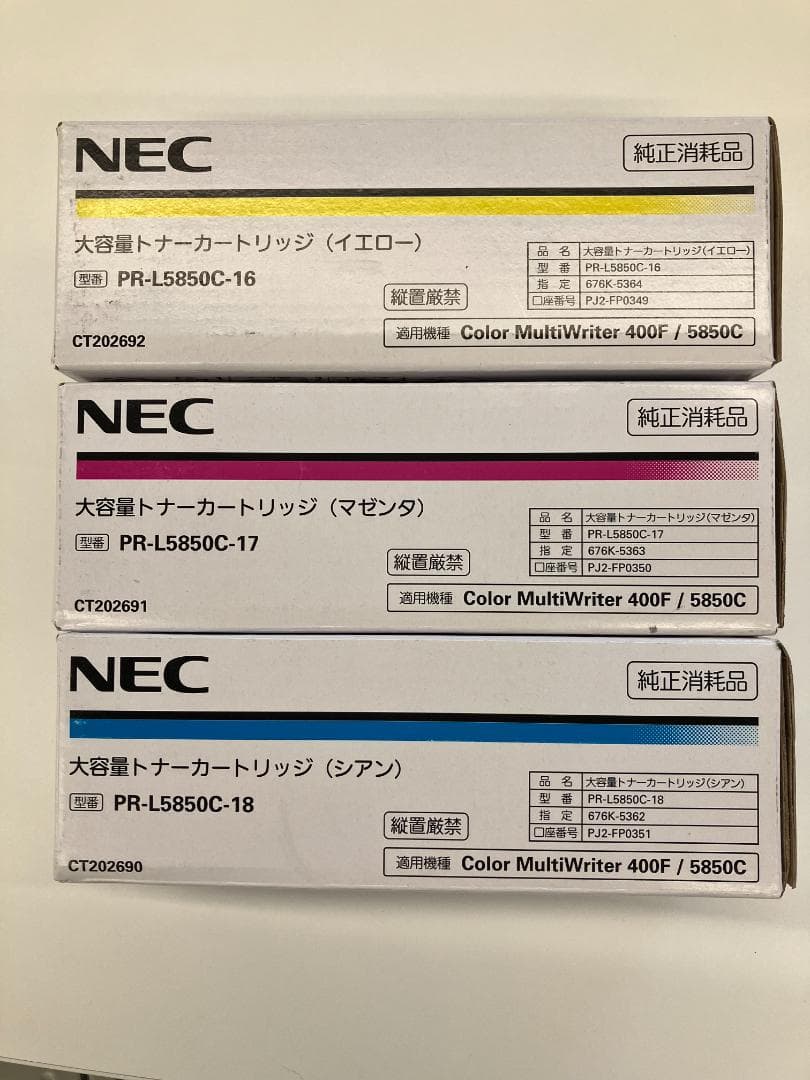 NEC
純正消耗品
大容量トナーカートリッジ（イエロー）
型番 PR-L5850C-16
縦置厳禁
品名 大容量トナーカートリッジ(イエロー)
型番 PR-L5850C-16
指定 676K-5364
口座番号 PJ2-FP0349
CT202692
適用機種 Color MultiWriter 400F / 5850C
NEC
純正消耗品
大容量トナーカートリッジ（マゼンタ）
型番 PR-L5850C-17
縦置厳禁
品名 大容量トナーカートリッジ(マゼンタ)
型番 PR-L5850C-17
指定 676K-5363
口座番号 PJ2-FP0350
CT202691
適用機種 Color MultiWriter 400F / 5850C
NEC
純正消耗品
大容量トナーカートリッジ（シアン）
型番 PR-L5850C-18
縦置厳禁
品名 大容量トナーカートリッジ(シアン)
型番 PR-L5850C-18
指定 676K-5362
口座番号 PJ2-FP0351
CT202690
適用機種 Color MultiWriter 400F / 5850C